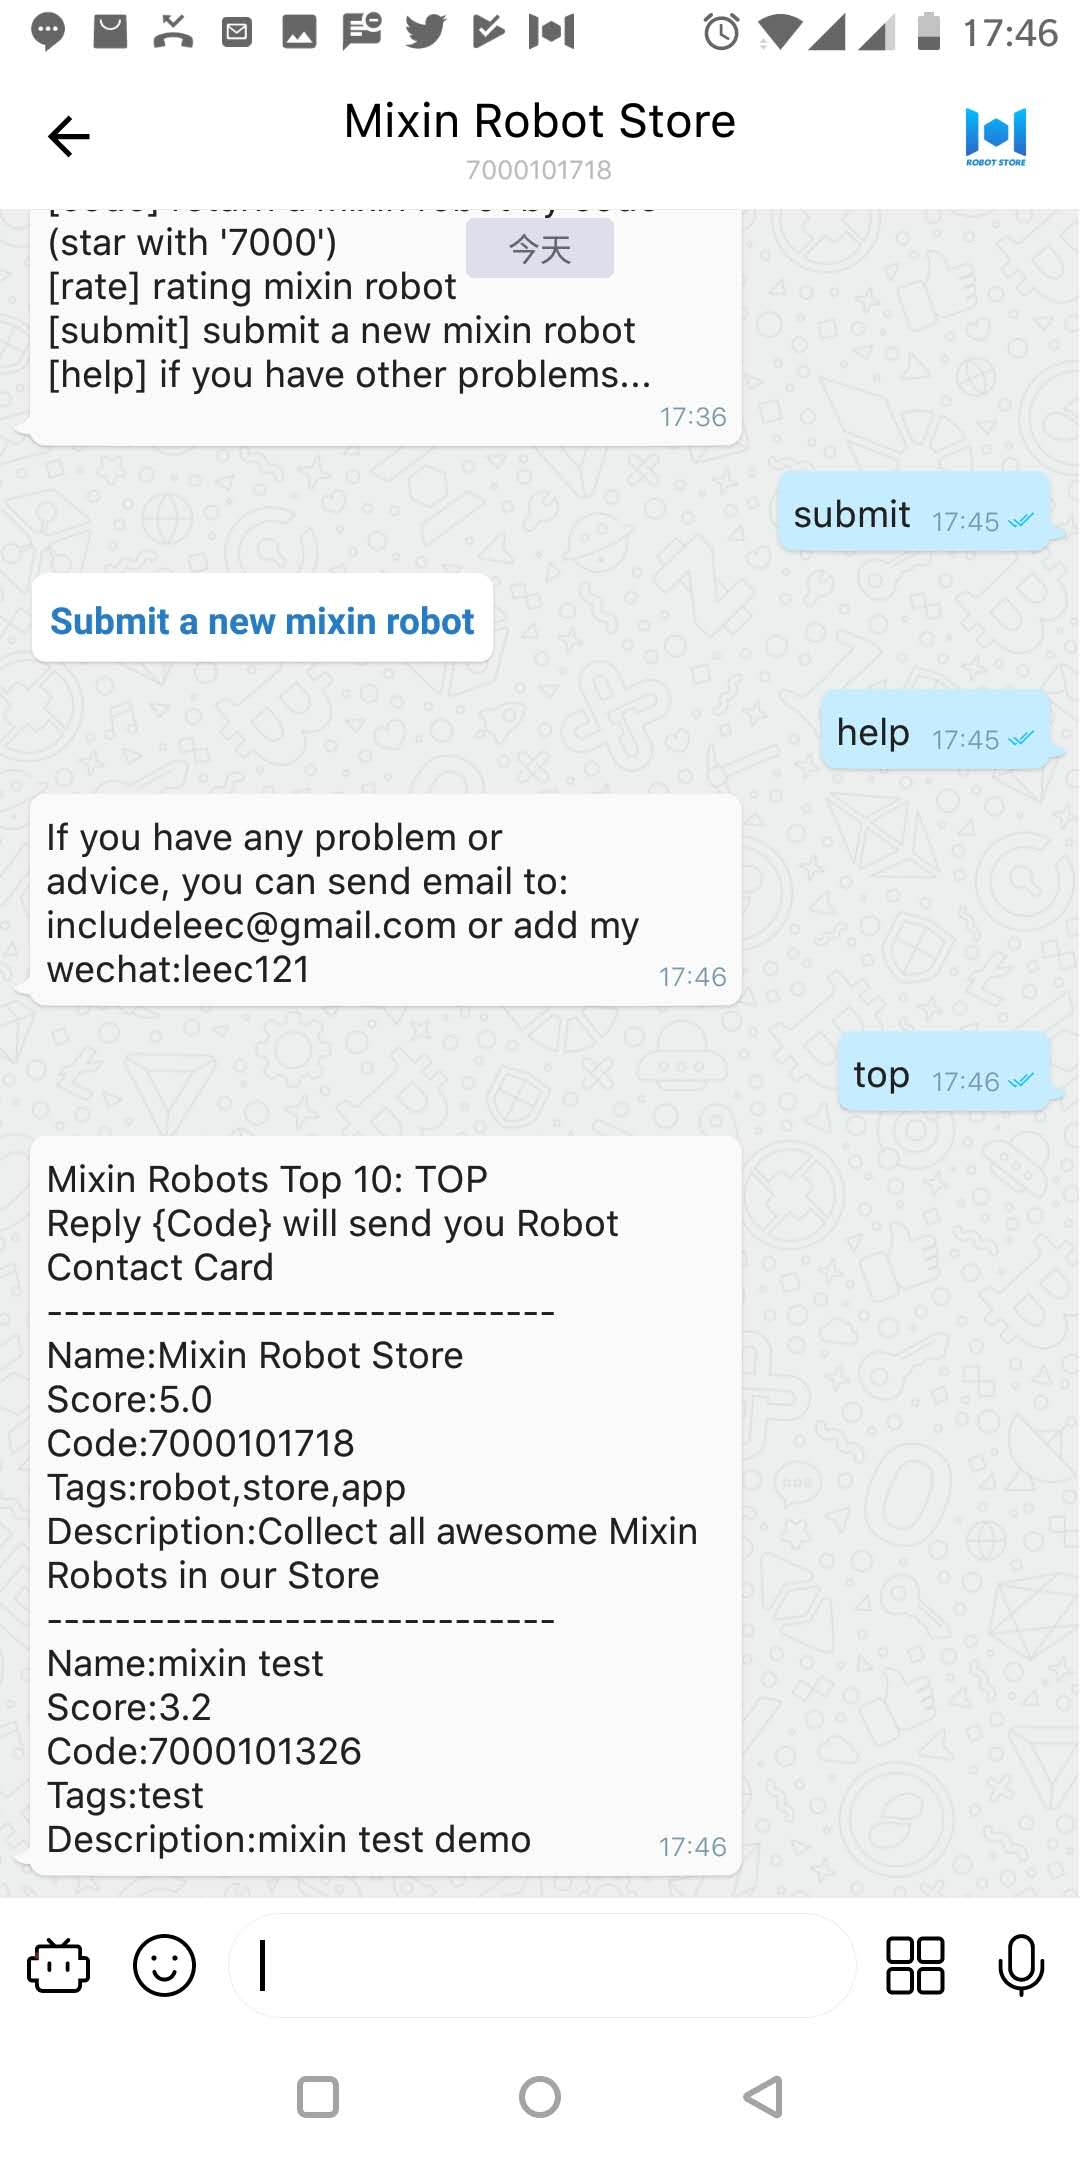 17:46
Mixin Robot Store
7000101718
ROBOT STORE
[code] return a mixin robot by code
(star with '7000')
今天
[rate] rating mixin robot
[submit] submit a new mixin robot
[help] if you have other problems...
17:36
submit 17:45
Submit a new mixin robot
help 17:45
If you have any problem or
advice, you can send email to:
includeleec@gmail.com or add my
wechat:leec121
17:46
top 17:46
Mixin Robots Top 10: TOP
Reply {Code} will send you Robot
Contact Card
------------------------------
Name:Mixin Robot Store
Score:5.0
Code:7000101718
Tags:robot,store,app
Description:Collect all awesome Mixin
Robots in our Store
------------------------------
Name:mixin test
Score:3.2
Code:7000101326
Tags:test
Description:mixin test demo
17:46